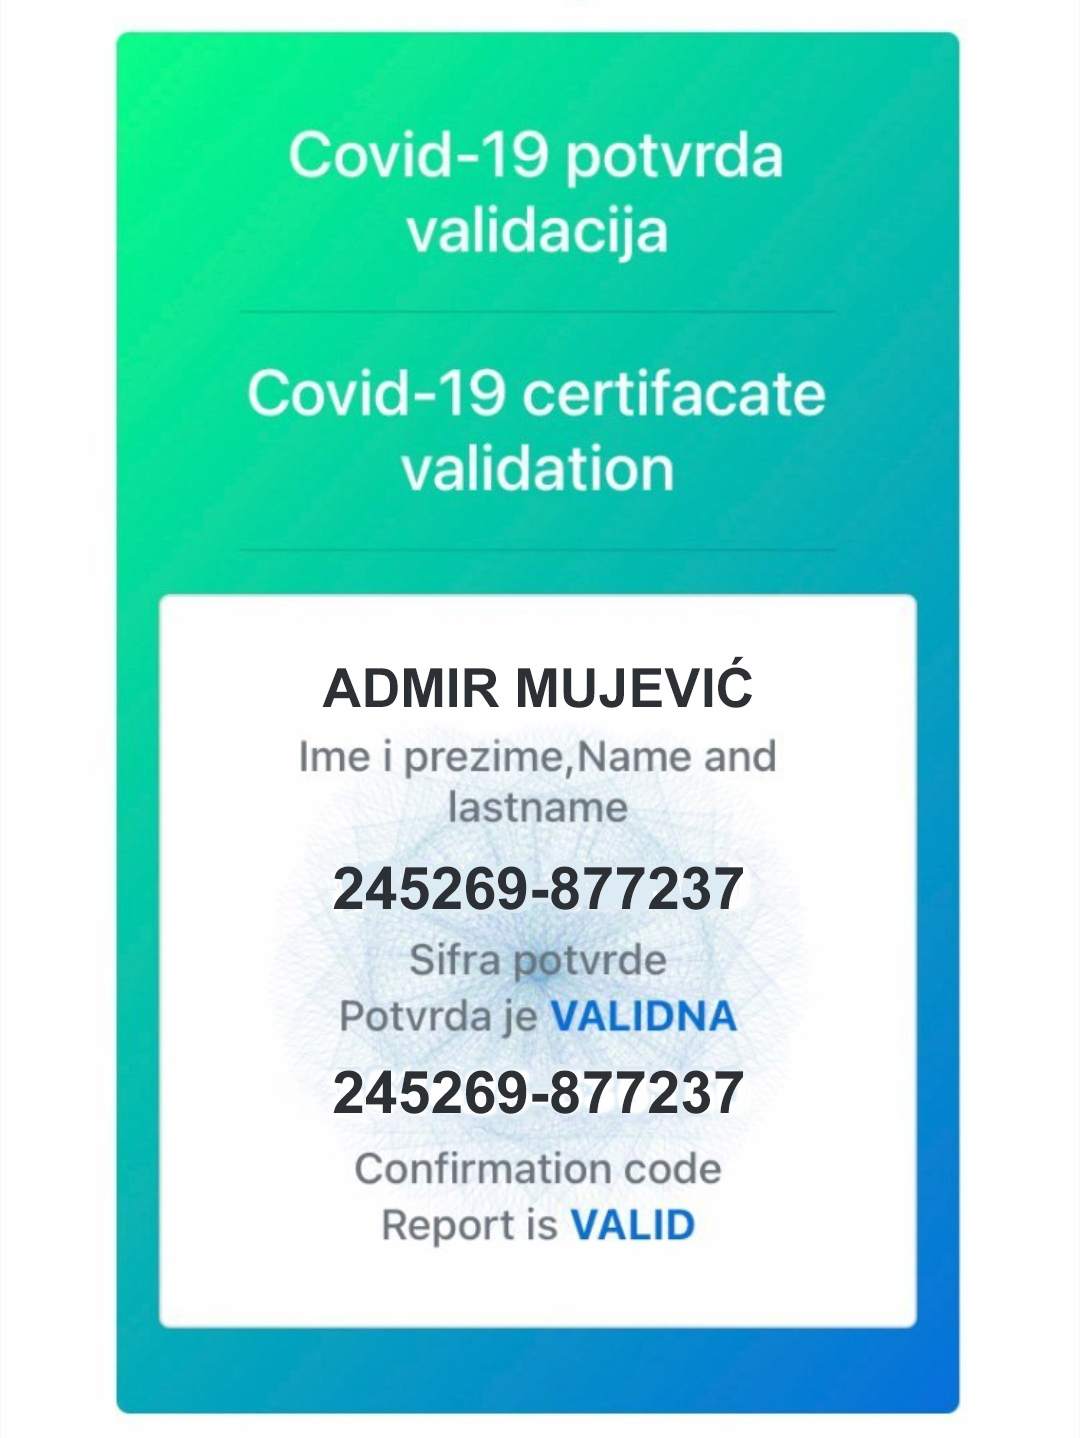 Covid-19 potvrda
validacija
Covid-19 certifacate
validation
ADMIR MUJEVIĆ
Ime i prezime,Name and
lastname
245269-877237
Sifra potvrde
Potvrda je VALIDNA
245269-877237
Confirmation code
Report is VALID